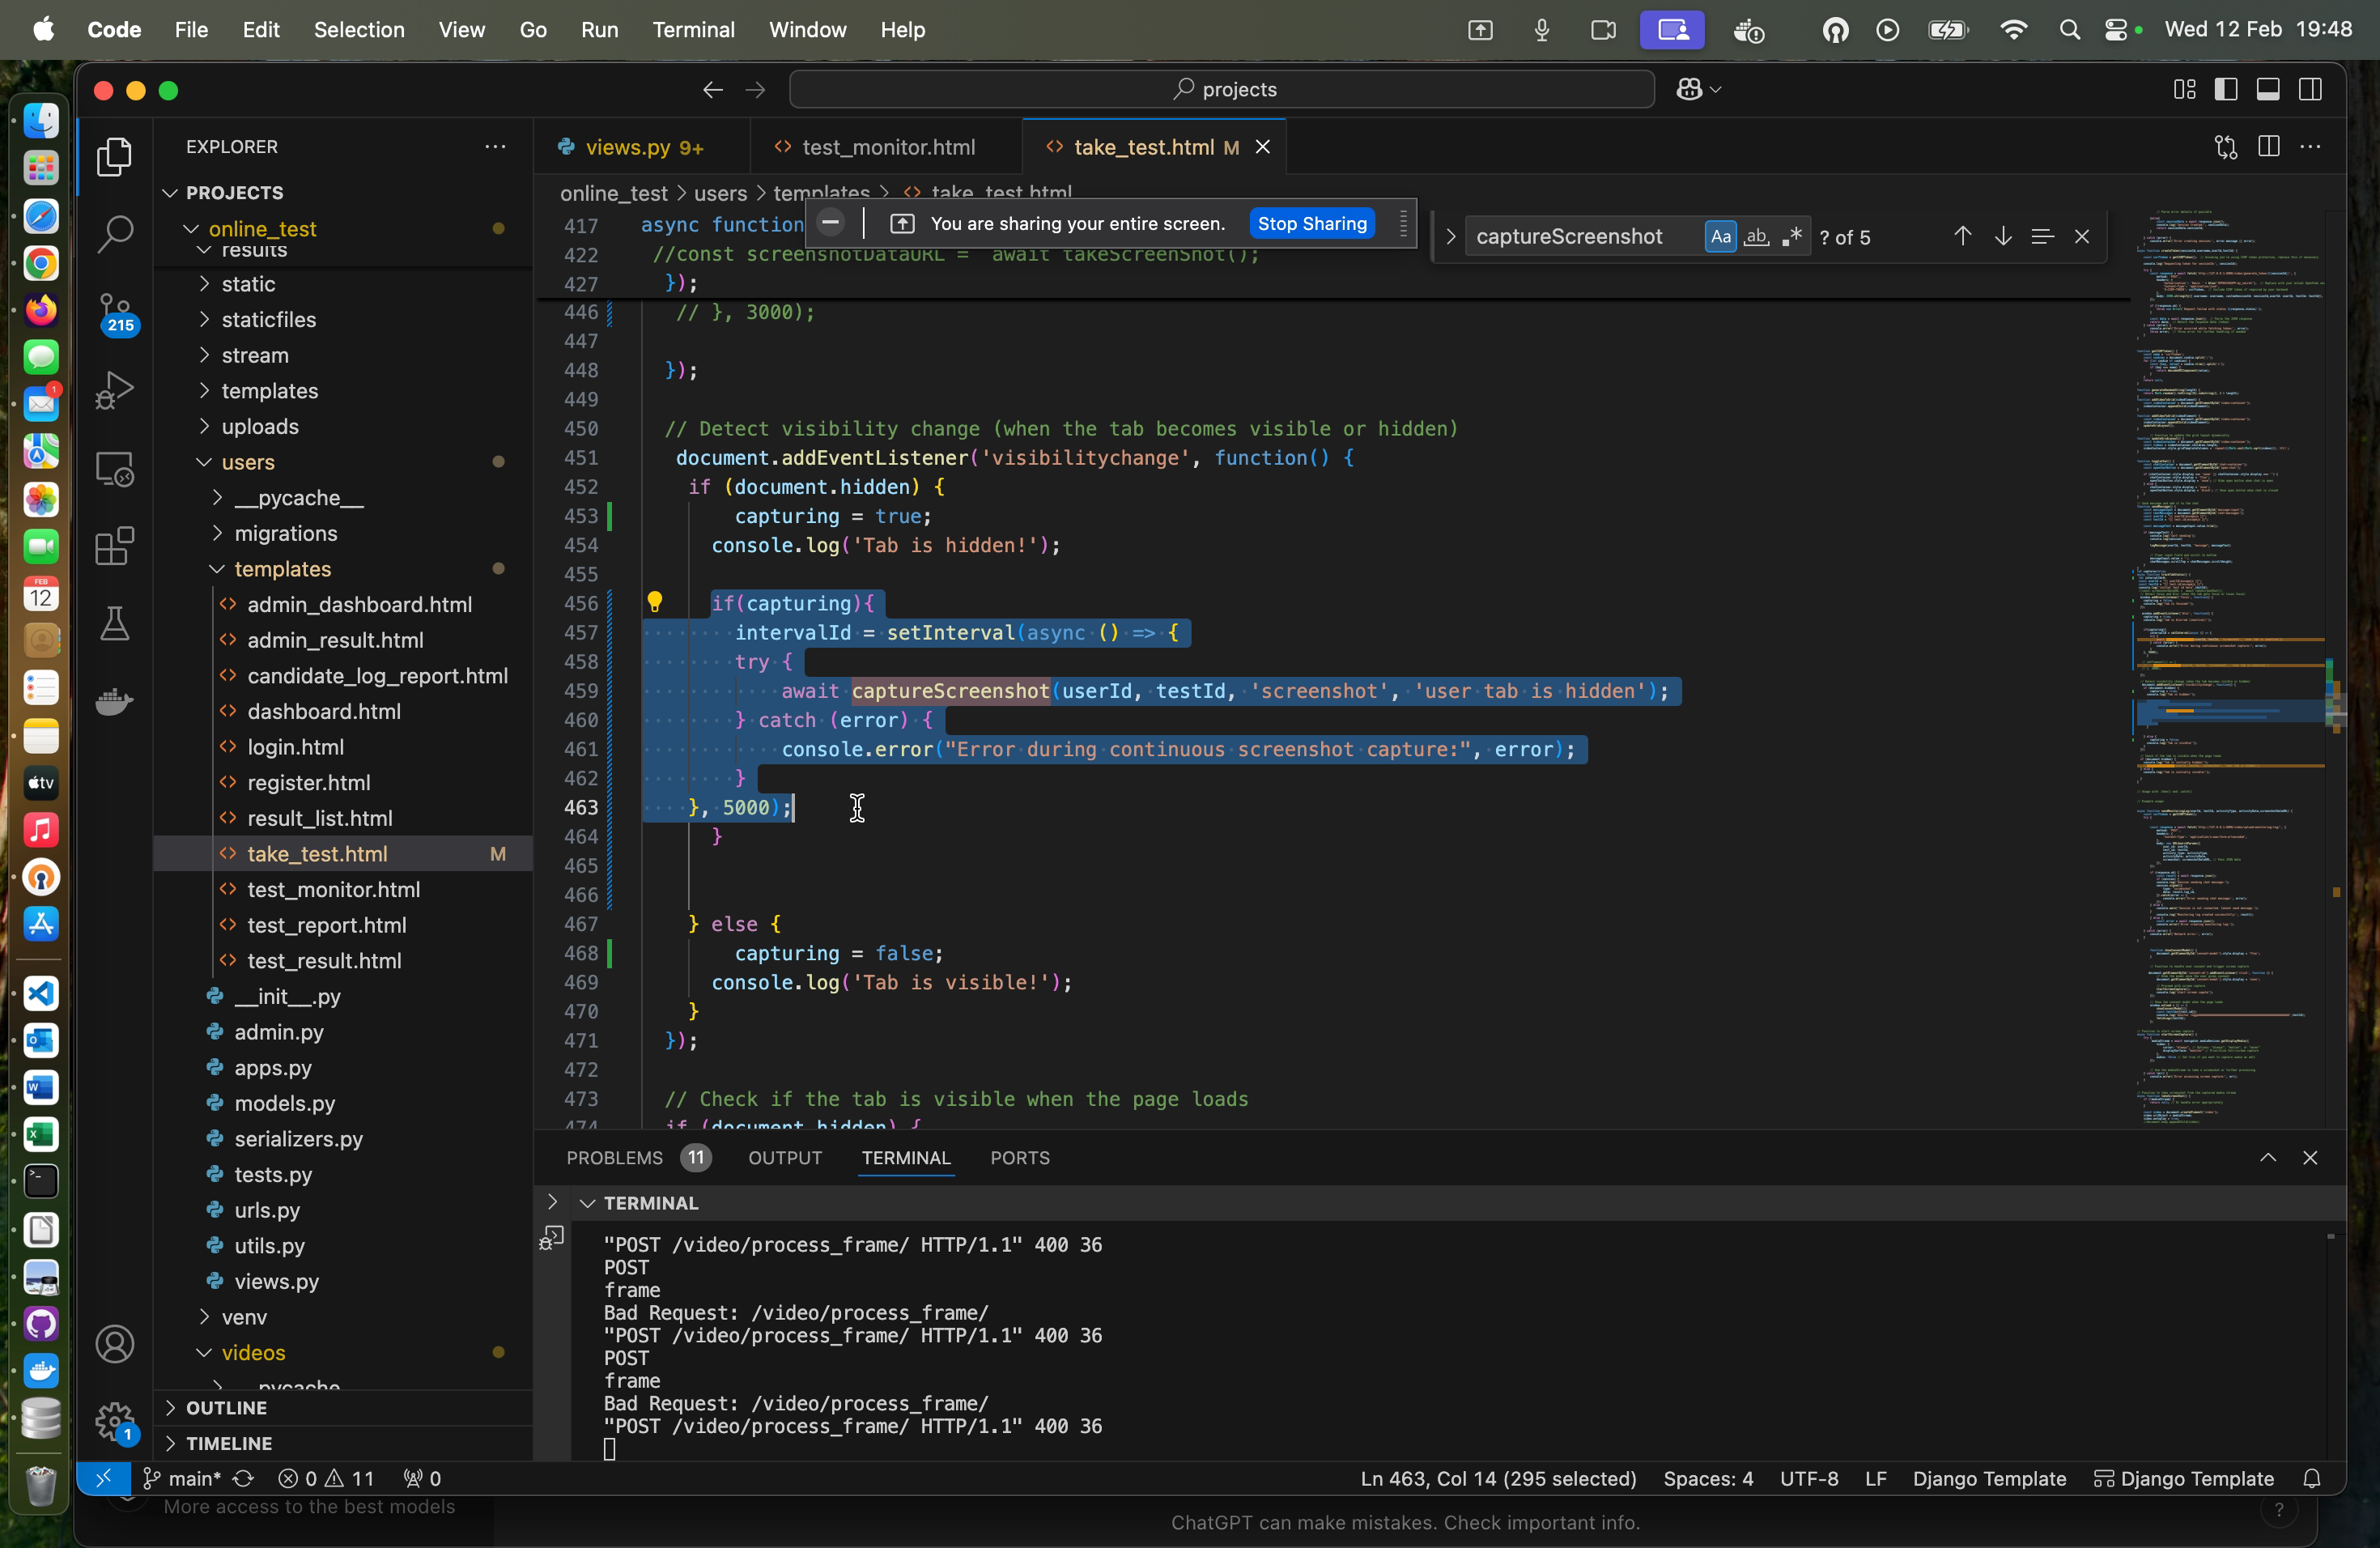 Code File Edit Selection View Go Run Terminal Window Help Wed 12 Feb 19:48
projects
EXPLORER
PROJECTS
online_test
results
static
staticfiles
stream
templates
uploads
users
__pycache__
migrations
templates
admin_dashboard.html
admin_result.html
candidate_log_report.html
dashboard.html
login.html
register.html
result_list.html
take_test.html M
test_monitor.html
test_report.html
test_result.html
__init__.py
admin.py
apps.py
models.py
serializers.py
tests.py
urls.py
utils.py
views.py
venv
videos
__pycache__
OUTLINE
TIMELINE
215
1
1
FEB
12
tv
views.py 9+
test_monitor.html
take_test.html M
online_test > users > templates > take_test.html
You are sharing your entire screen. Stop Sharing
captureScreenshot Aa ab .* ? of 5
417 async function
422 //const screenshotDataURL = await takeScreenShot();
427 });
446 // }, 3000);
447
448 });
449
450 // Detect visibility change (when the tab becomes visible or hidden)
451 document.addEventListener('visibilitychange', function() {
452 if (document.hidden) {
453 capturing = true;
454 console.log('Tab is hidden!');
455
456 if(capturing){
457 intervalId = setInterval(async () => {
458 try {
459 await captureScreenshot(userId, testId, 'screenshot', 'user tab is hidden');
460 } catch (error) {
461 console.error("Error during continuous screenshot capture:", error);
462 }
463 }, 5000);
464 }
465
466
467 } else {
468 capturing = false;
469 console.log('Tab is visible!');
470 }
471 });
472
473 // Check if the tab is visible when the page loads
474 if (document.hidden) {
PROBLEMS 11 OUTPUT TERMINAL PORTS
TERMINAL
"POST /video/process_frame/ HTTP/1.1" 400 36
POST
frame
Bad Request: /video/process_frame/
"POST /video/process_frame/ HTTP/1.1" 400 36
POST
frame
Bad Request: /video/process_frame/
"POST /video/process_frame/ HTTP/1.1" 400 36
main* 0 11 0 Ln 463, Col 14 (295 selected) Spaces: 4 UTF-8 LF Django Template Django Template
More access to the best models
ChatGPT can make mistakes. Check important info.
?